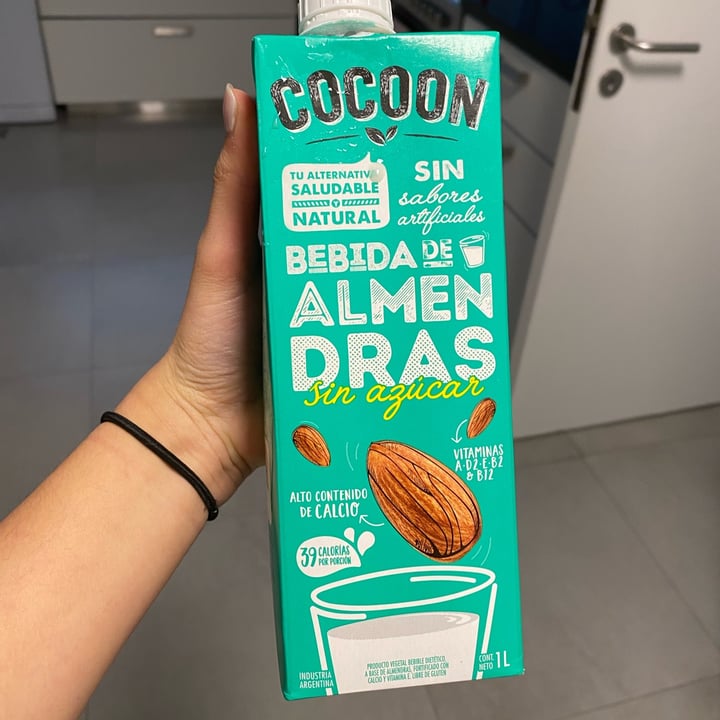 COCOON
TU ALTERNATIVA
SALUDABLE
Y
NATURAL
SIN
sabores
artificiales
BEBIDA DE
ALMEN
DRAS
sin azúcar
VITAMINAS
A·D2·E·B2
& B12
ALTO CONTENIDO
DE CALCIO
39 CALORÍAS
POR PORCIÓN
INDUSTRIA
ARGENTINA
PRODUCTO VEGETAL BEBIBLE DIETÉTICO,
A BASE DE ALMENDRAS, FORTIFICADO CON
CALCIO Y VITAMINA E. LIBRE DE GLUTEN
CONT.
NETO 1L